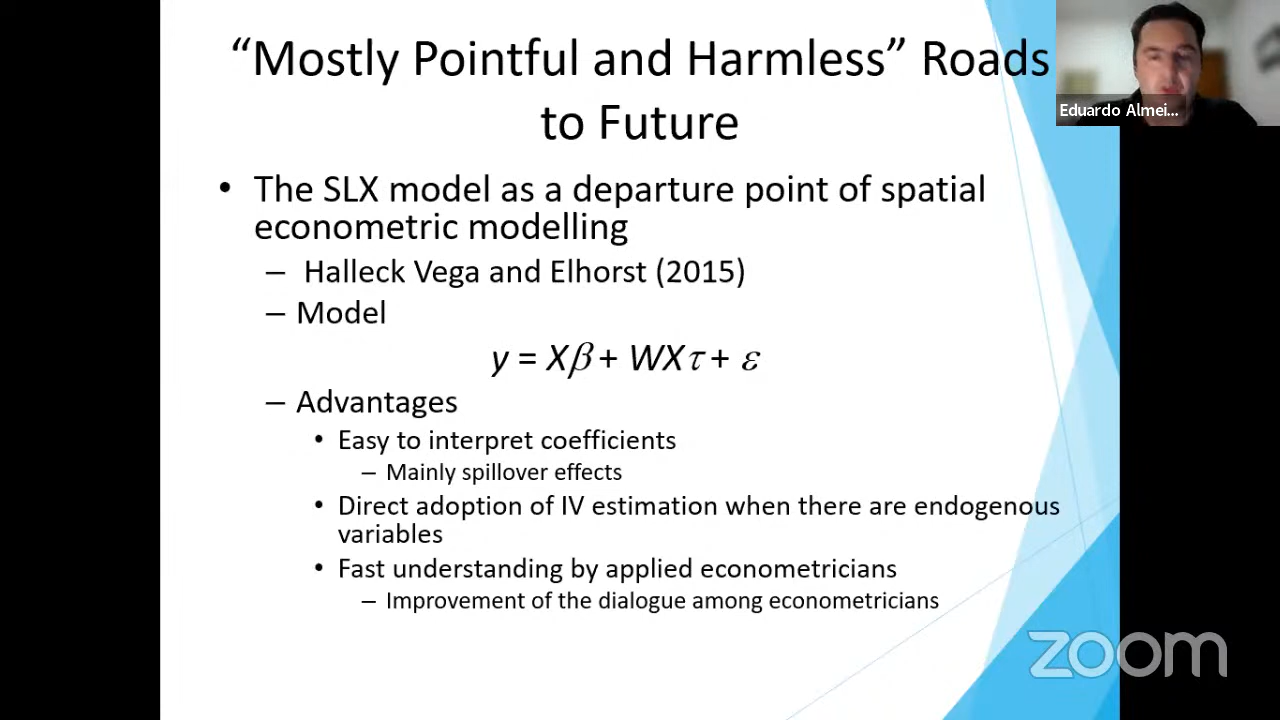 “Mostly Pointful and Harmless” Roads
to Future
Eduardo Almei...
• The SLX model as a departure point of spatial
econometric modelling
– Halleck Vega and Elhorst (2015)
– Model
y = Xβ + WXτ + ε
– Advantages
• Easy to interpret coefficients
– Mainly spillover effects
• Direct adoption of IV estimation when there are endogenous
variables
• Fast understanding by applied econometricians
– Improvement of the dialogue among econometricians
zoom